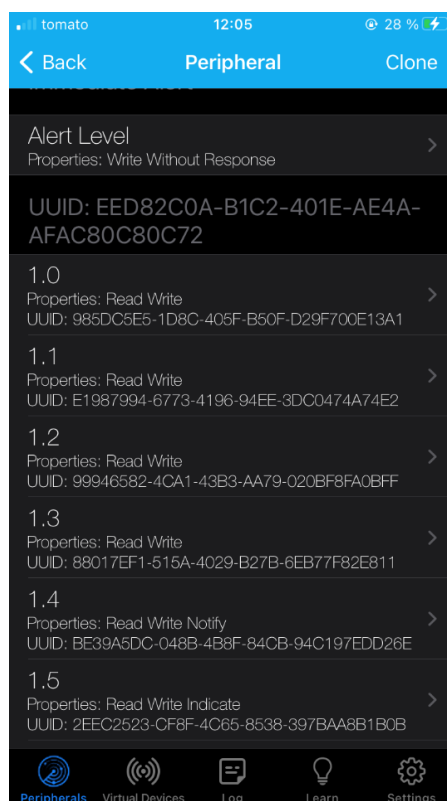 tomato 12:05 28 %
Back Peripheral Clone
Immediate Alert
Alert Level
Properties: Write Without Response
UUID: EED82C0A-B1C2-401E-AE4A-
AFAC80C80C72
1.0
Properties: Read Write
UUID: 985DC5E5-1D8C-405F-B50F-D29F700E13A1
1.1
Properties: Read Write
UUID: E1987994-6773-4196-94EE-3DC0474A74E2
1.2
Properties: Read Write
UUID: 99946582-4CA1-43B3-AA79-020BF8FA0BFF
1.3
Properties: Read Write
UUID: 88017EF1-515A-4029-B27B-6EB77F82E811
1.4
Properties: Read Write Notify
UUID: BE39A5DC-048B-4B8F-84CB-94C197EDD26E
1.5
Properties: Read Write Indicate
UUID: 2EEC2523-CF8F-4C65-8538-397BAA8B1B0B
Peripherals Virtual Devices Log Learn Settings